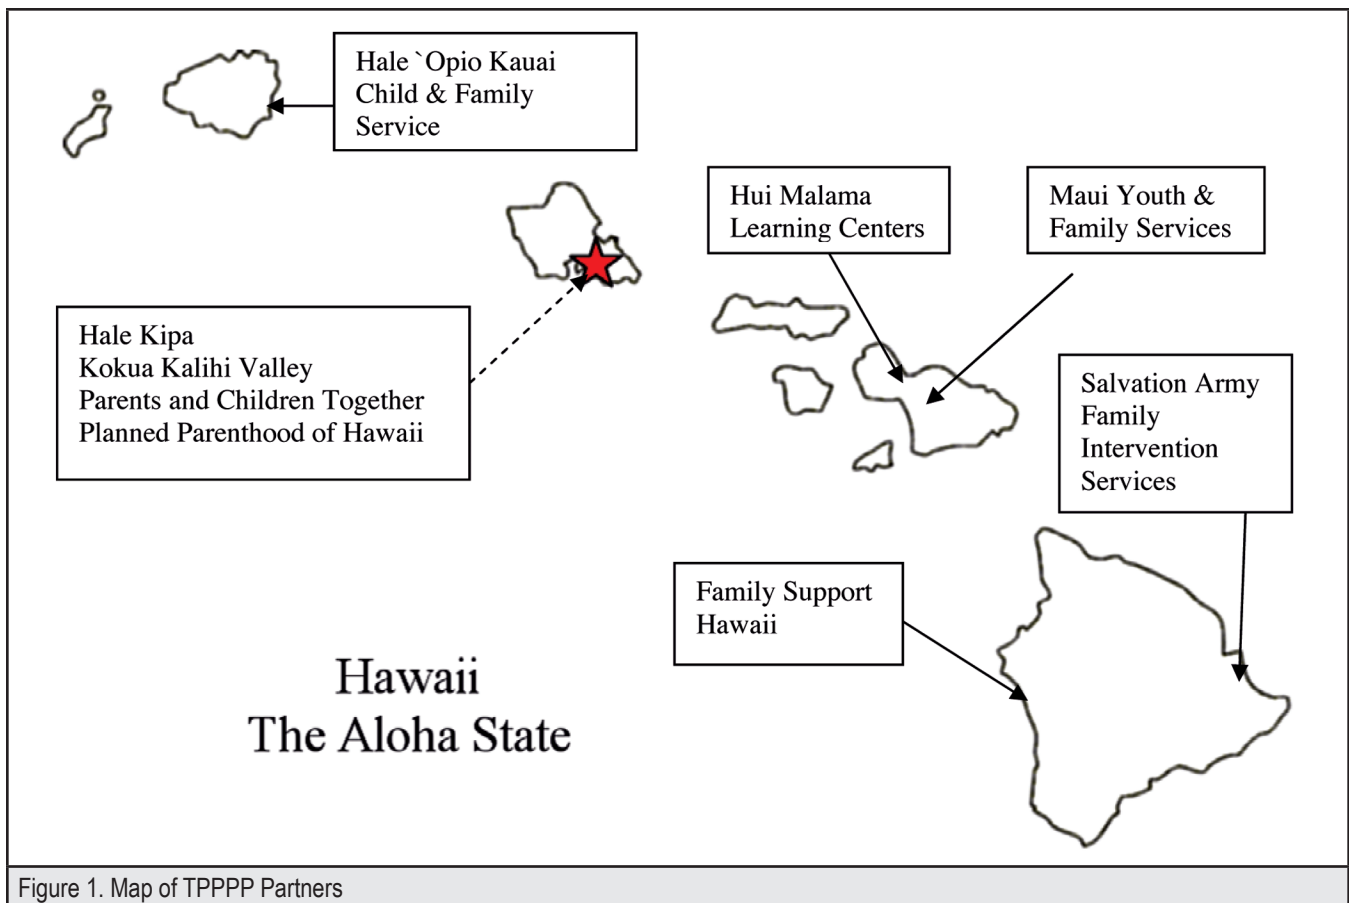 Hale `Opio Kauai
Child & Family
Service
Hui Malama
Learning Centers
Maui Youth &
Family Services
Hale Kipa
Kokua Kalihi Valley
Parents and Children Together
Planned Parenthood of Hawaii
Salvation Army
Family
Intervention
Services
Family Support
Hawaii
Hawaii
The Aloha State
Figure 1. Map of TPPPP Partners